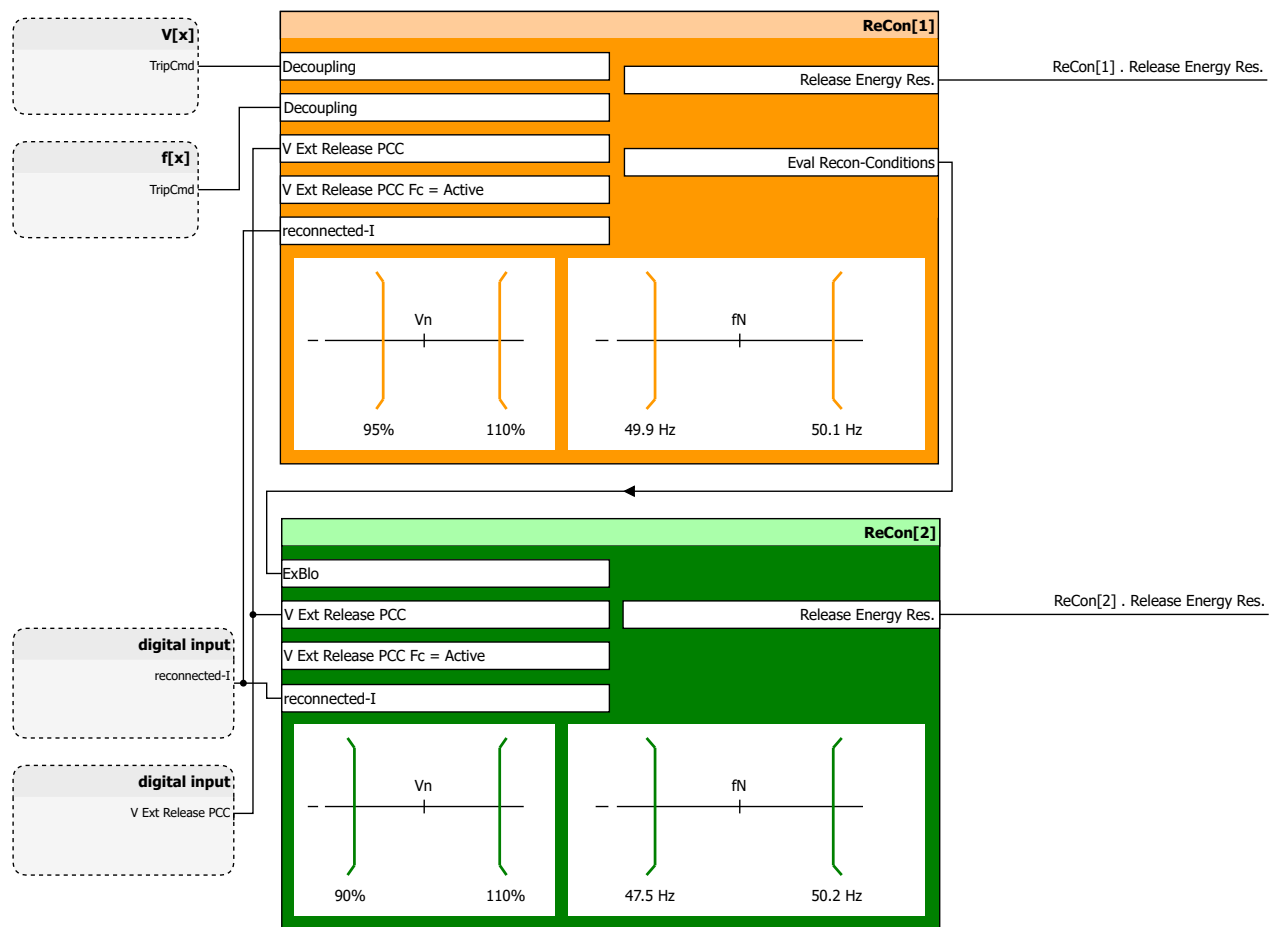 V[x]
TripCmd
f[x]
TripCmd
ReCon[1]
Decoupling
Release Energy Res.
ReCon[1] . Release Energy Res.
Decoupling
V Ext Release PCC
Eval Recon-Conditions
V Ext Release PCC Fc = Active
reconnected-I
Vn
95%
110%
fN
49.9 Hz
50.1 Hz
ReCon[2]
ExBlo
V Ext Release PCC
Release Energy Res.
ReCon[2] . Release Energy Res.
V Ext Release PCC Fc = Active
reconnected-I
digital input
reconnected-I
digital input
V Ext Release PCC
Vn
90%
110%
fN
47.5 Hz
50.2 Hz